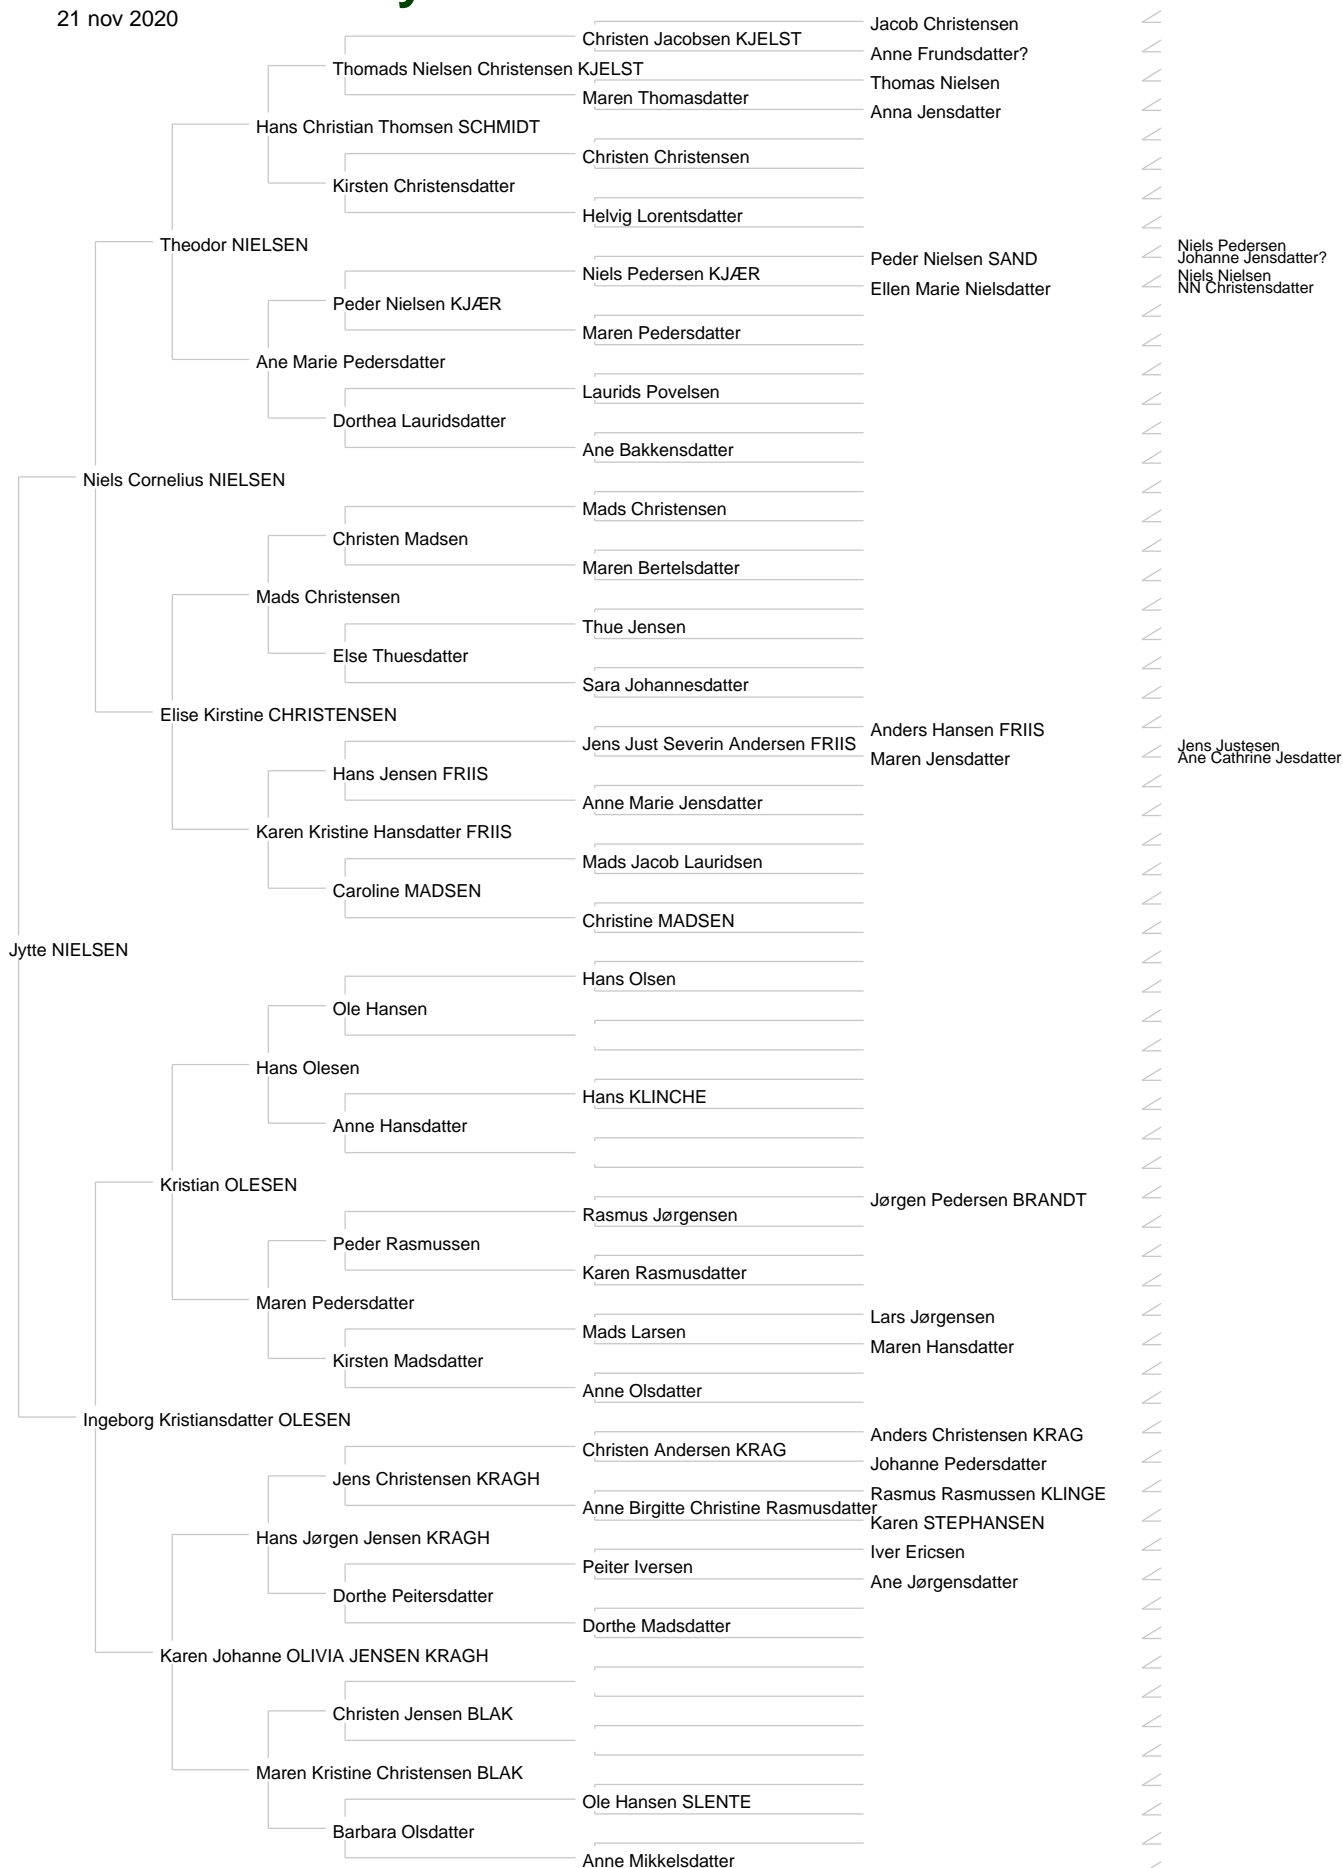 21 nov 2020
Jacob Christensen
Christen Jacobsen KJELST
Anne Frundsdatter?
Thomads Nielsen Christensen KJELST
Thomas Nielsen
Maren Thomasdatter
Anna Jensdatter
Hans Christian Thomsen SCHMIDT
Christen Christensen
Kirsten Christensdatter
Helvig Lorentsdatter
Theodor NIELSEN
Niels Pedersen
Peder Nielsen SAND
Johanne Jensdatter?
Niels Pedersen KJÆR
Niels Nielsen
Ellen Marie Nielsdatter
NN Christensdatter
Peder Nielsen KJÆR
Maren Pedersdatter
Ane Marie Pedersdatter
Laurids Povelsen
Dorthea Lauridsdatter
Ane Bakkensdatter
Niels Cornelius NIELSEN
Mads Christensen
Christen Madsen
Maren Bertelsdatter
Mads Christensen
Thue Jensen
Else Thuesdatter
Sara Johannesdatter
Elise Kirstine CHRISTENSEN
Anders Hansen FRIIS
Jens Just Severin Andersen FRIIS
Jens Justesen
Maren Jensdatter
Ane Cathrine Jesdatter
Hans Jensen FRIIS
Anne Marie Jensdatter
Karen Kristine Hansdatter FRIIS
Mads Jacob Lauridsen
Caroline MADSEN
Christine MADSEN
Jytte NIELSEN
Hans Olsen
Ole Hansen
Hans Olesen
Hans KLINCHE
Anne Hansdatter
Kristian OLESEN
Jørgen Pedersen BRANDT
Rasmus Jørgensen
Peder Rasmussen
Karen Rasmusdatter
Maren Pedersdatter
Lars Jørgensen
Mads Larsen
Maren Hansdatter
Kirsten Madsdatter
Anne Olsdatter
Ingeborg Kristiansdatter OLESEN
Anders Christensen KRAG
Christen Andersen KRAG
Johanne Pedersdatter
Jens Christensen KRAGH
Rasmus Rasmussen KLINGE
Anne Birgitte Christine Rasmusdatter
Karen STEPHANSEN
Hans Jørgen Jensen KRAGH
Iver Ericsen
Peiter Iversen
Ane Jørgensdatter
Dorthe Peitersdatter
Dorthe Madsdatter
Karen Johanne OLIVIA JENSEN KRAGH
Christen Jensen BLAK
Maren Kristine Christensen BLAK
Ole Hansen SLENTE
Barbara Olsdatter
Anne Mikkelsdatter